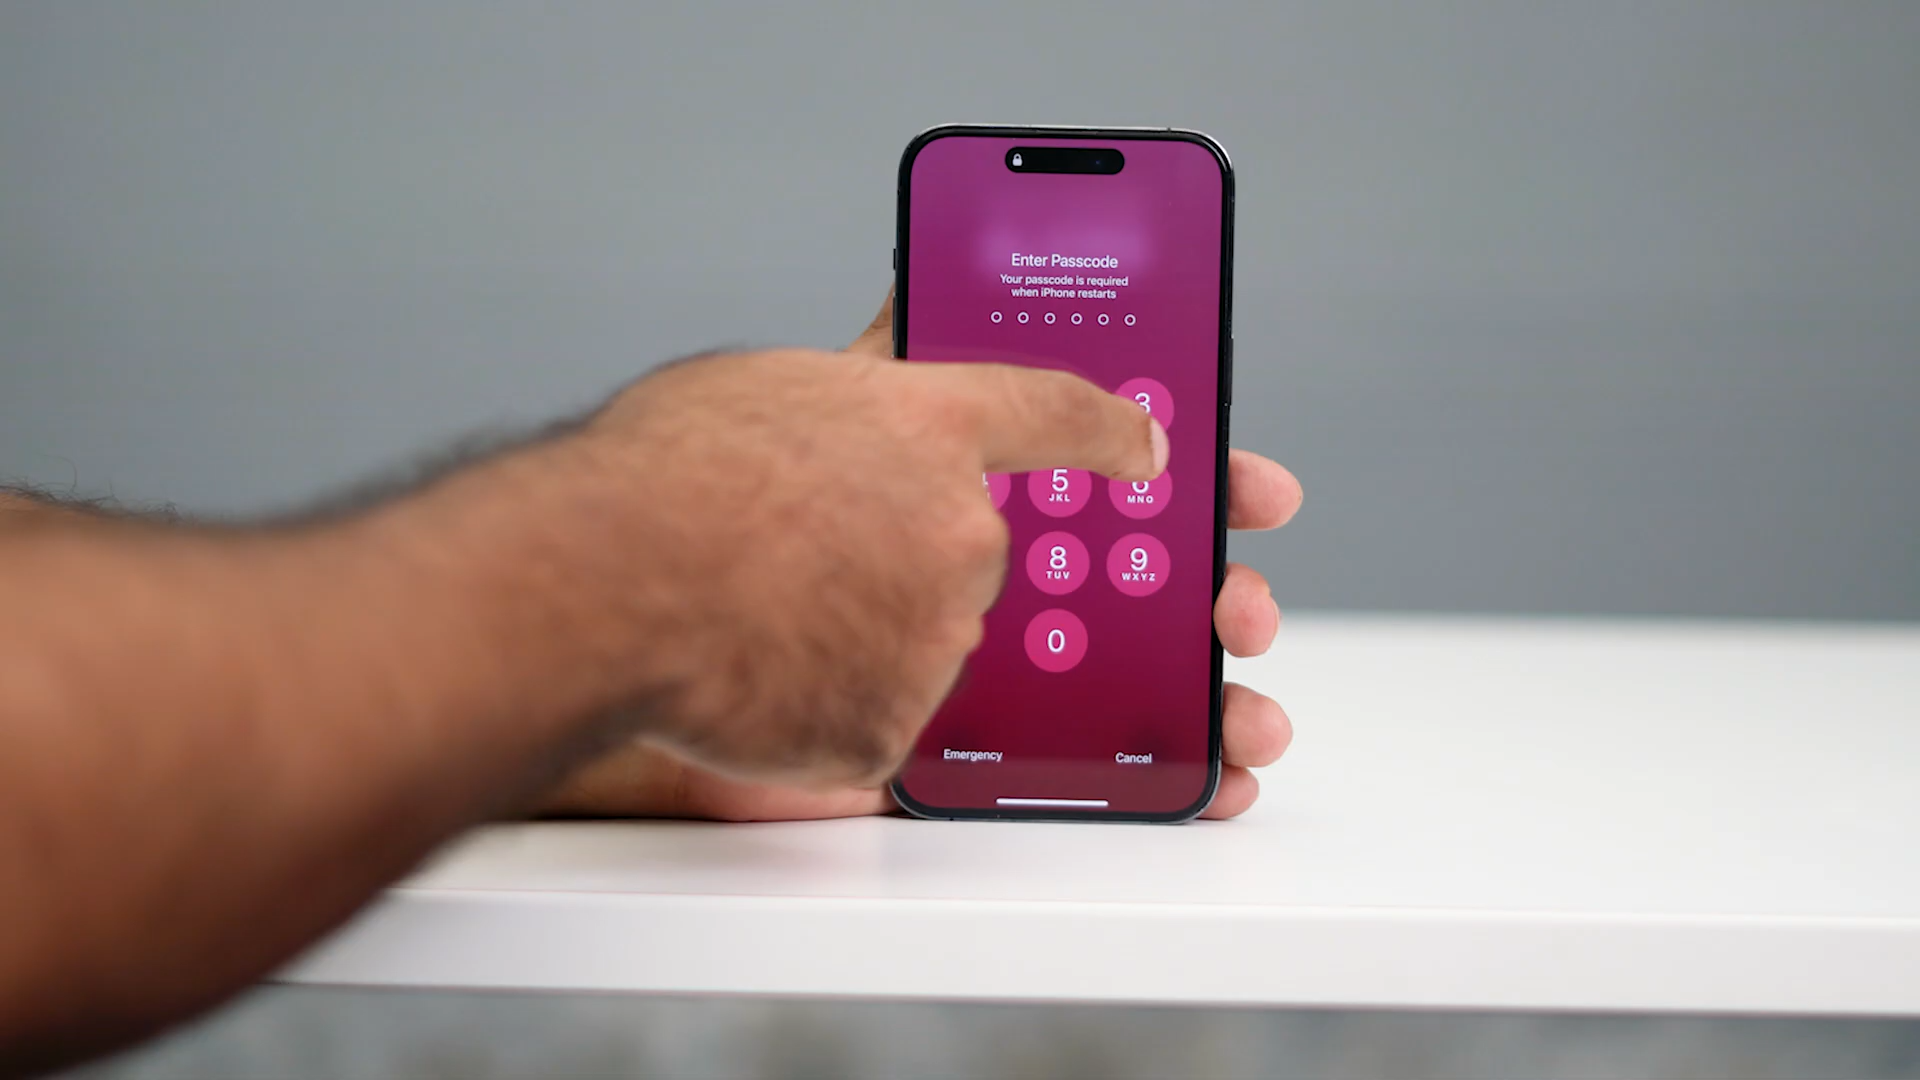 Enter Passcode
Your passcode is required
when iPhone restarts
3
5
JKL
MNO
8
TUV
9
WXYZ
0
Emergency
Cancel